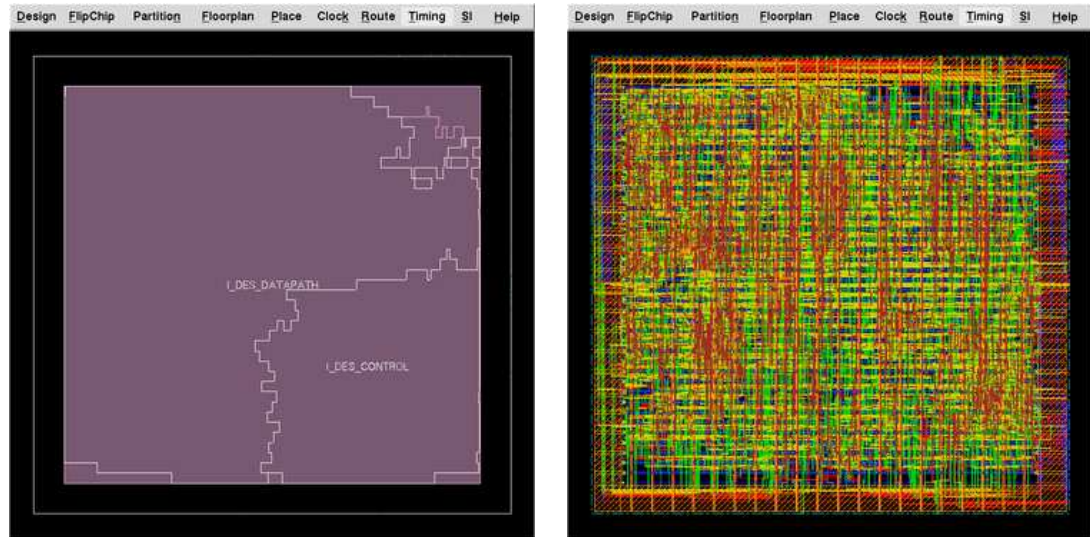 Design FlipChip Partition Floorplan Place Clock Route Timing SI Help
Design FlipChip Partition Floorplan Place Clock Route Timing SI Help
I_DES_DATAPATH
I_DES_CONTROL